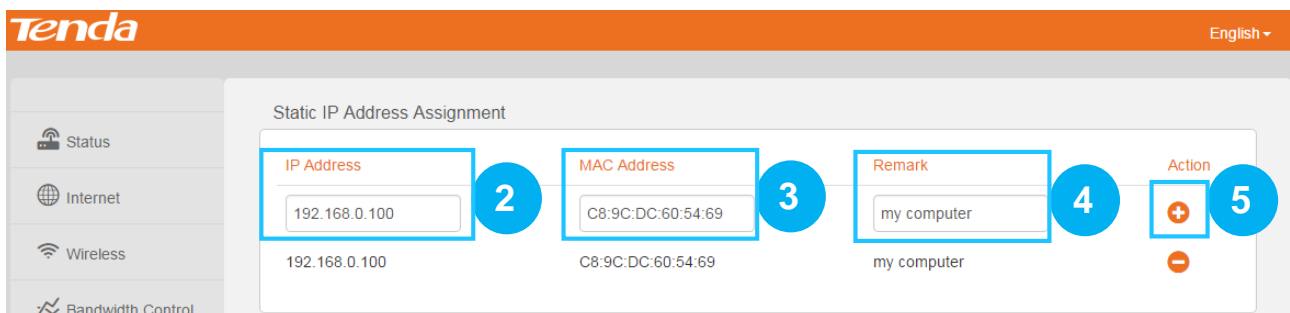 Tenda
English
Static IP Address Assignment
Status
IP Address MAC Address Remark Action
Internet
192.168.0.100 2 C8:9C:DC:60:54:69 3 my computer 4 5
Wireless
192.168.0.100 C8:9C:DC:60:54:69 my computer
Bandwidth Control